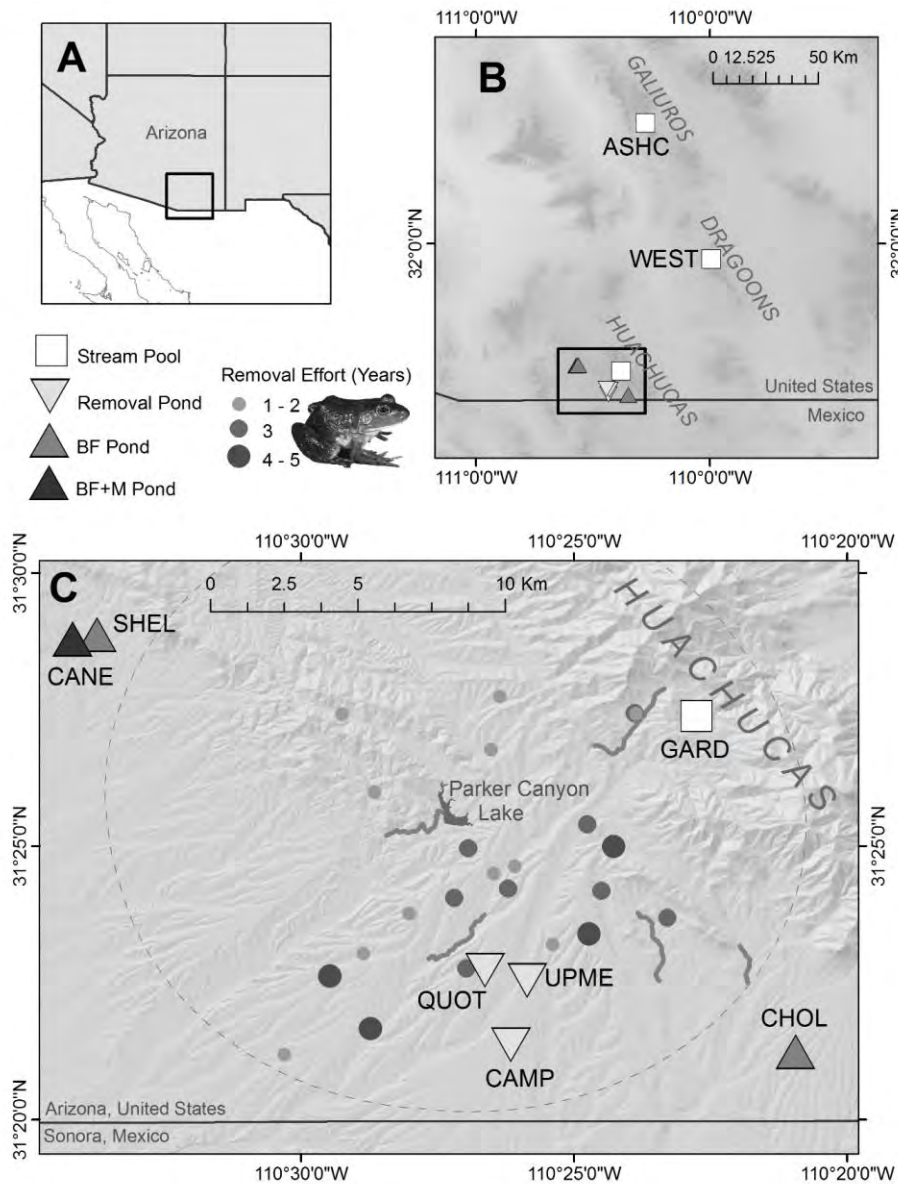 A
Arizona
Stream Pool
Removal Pond
BF Pond
BF+M Pond
Removal Effort (Years)
1 - 2
3
4 - 5
111°0'0"W
110°0'0"W
B
0 12.525 50 Km
GALIUROS
ASHC
32°0'0"N
32°0'0"N
WEST
DRAGOONS
HUACHUCAS
United States
Mexico
111°0'0"W
110°0'0"W
110°30'0"W
110°25'0"W
110°20'0"W
31°30'0"N
C
0 2.5 5 10 Km
HUACHUCAS
SHEL
CANE
GARD
Parker Canyon
Lake
31°25'0"N
31°25'0"N
QUOT
UPME
CAMP
CHOL
31°20'0"N
Arizona, United States
Sonora, Mexico
110°30'0"W
110°25'0"W
110°20'0"W